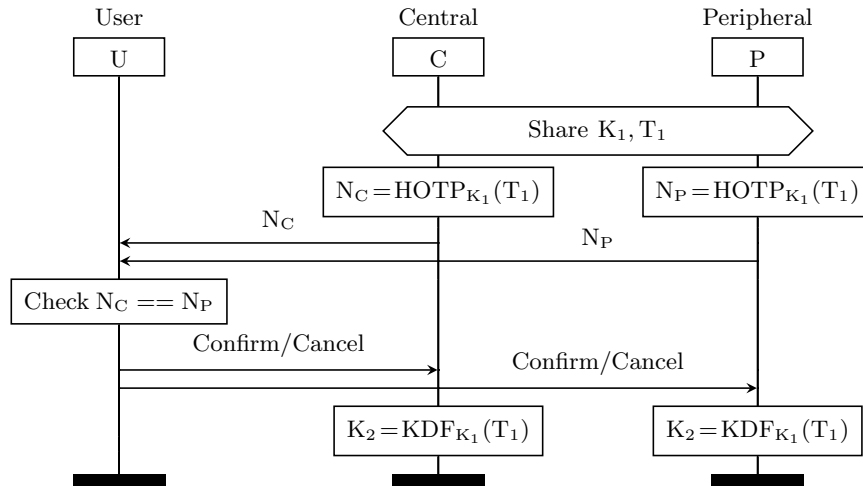 User
Central
Peripheral
U
C
P
Share K₁, T₁
N_C = HOTP_K₁(T₁)
N_P = HOTP_K₁(T₁)
N_C
N_P
Check N_C == N_P
Confirm/Cancel
Confirm/Cancel
K₂ = KDF_K₁(T₁)
K₂ = KDF_K₁(T₁)